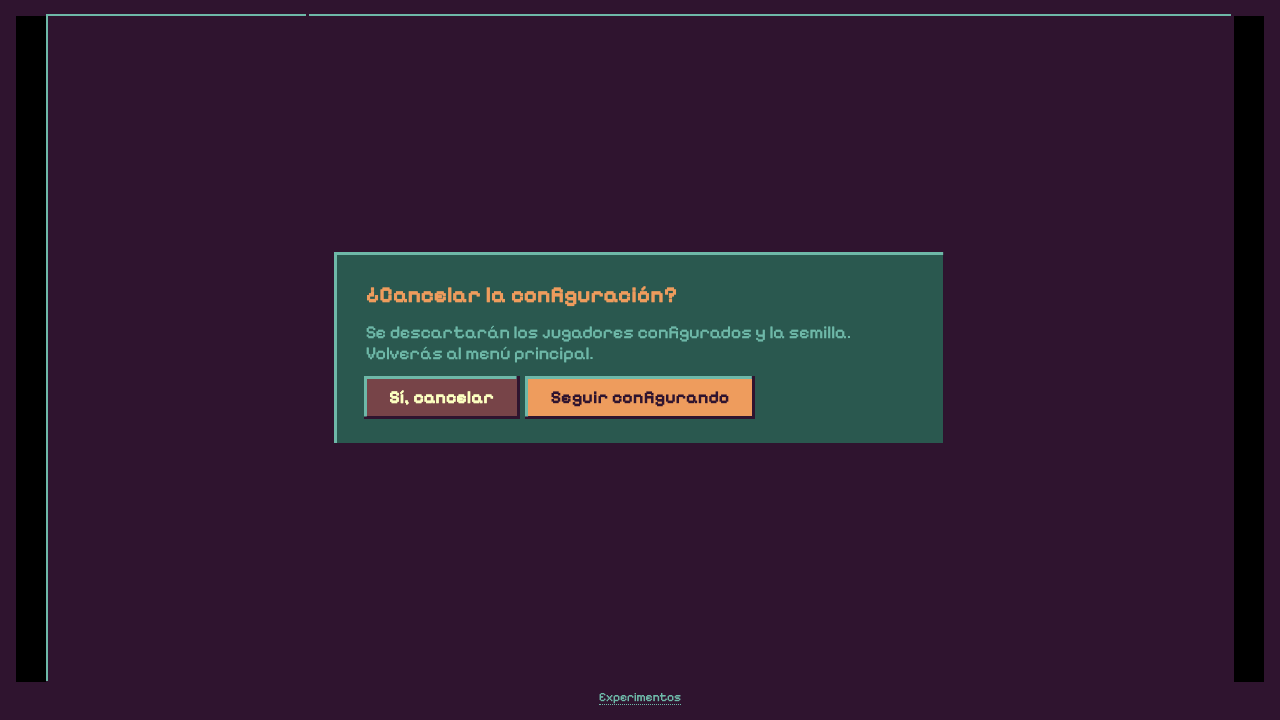 ¿Cancelar la configuración?
Se descartarán los jugadores configurados y la semilla.
Volverás al menú principal.
Sí, cancelar
Seguir configurando
Experimentos